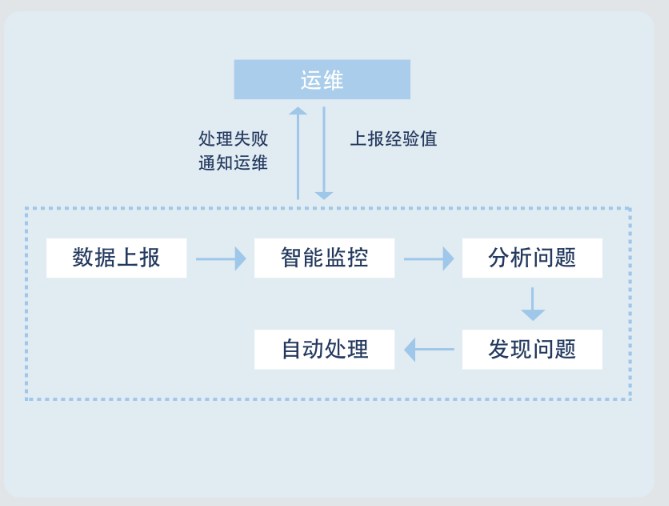 运维
处理失败
通知运维
上报经验值
数据上报
智能监控
分析问题
自动处理
发现问题